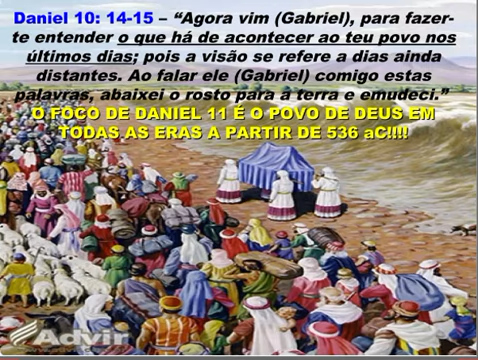 Daniel 10: 14-15 – “Agora vim (Gabriel), para fazer-
te entender o que há de acontecer ao teu povo nos
últimos dias; pois a visão se refere a dias ainda
distantes. Ao falar ele (Gabriel) comigo estas
palavras, abaixei o rosto para a terra e emudeci.”
O FOCO DE DANIEL 11 É O POVO DE DEUS EM
TODAS AS ERAS A PARTIR DE 536 aC!!!!
Advir